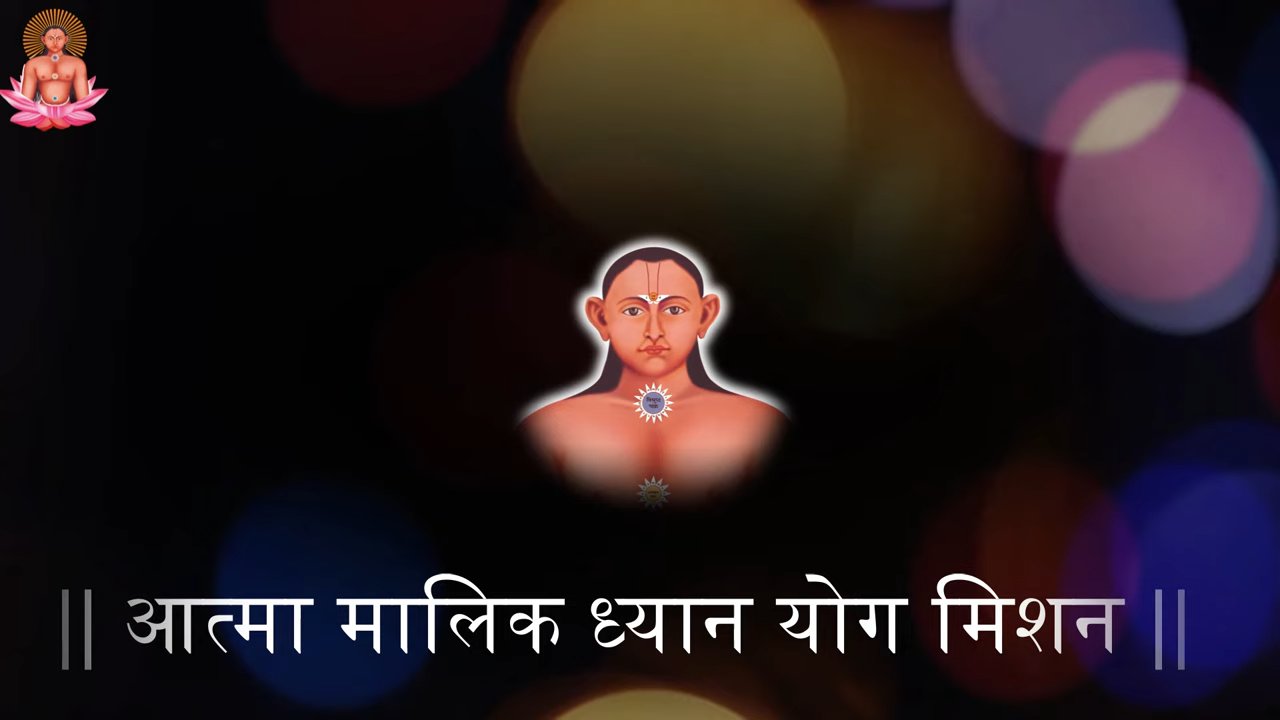 || आत्मा मालिक ध्यान योग मिशन ||